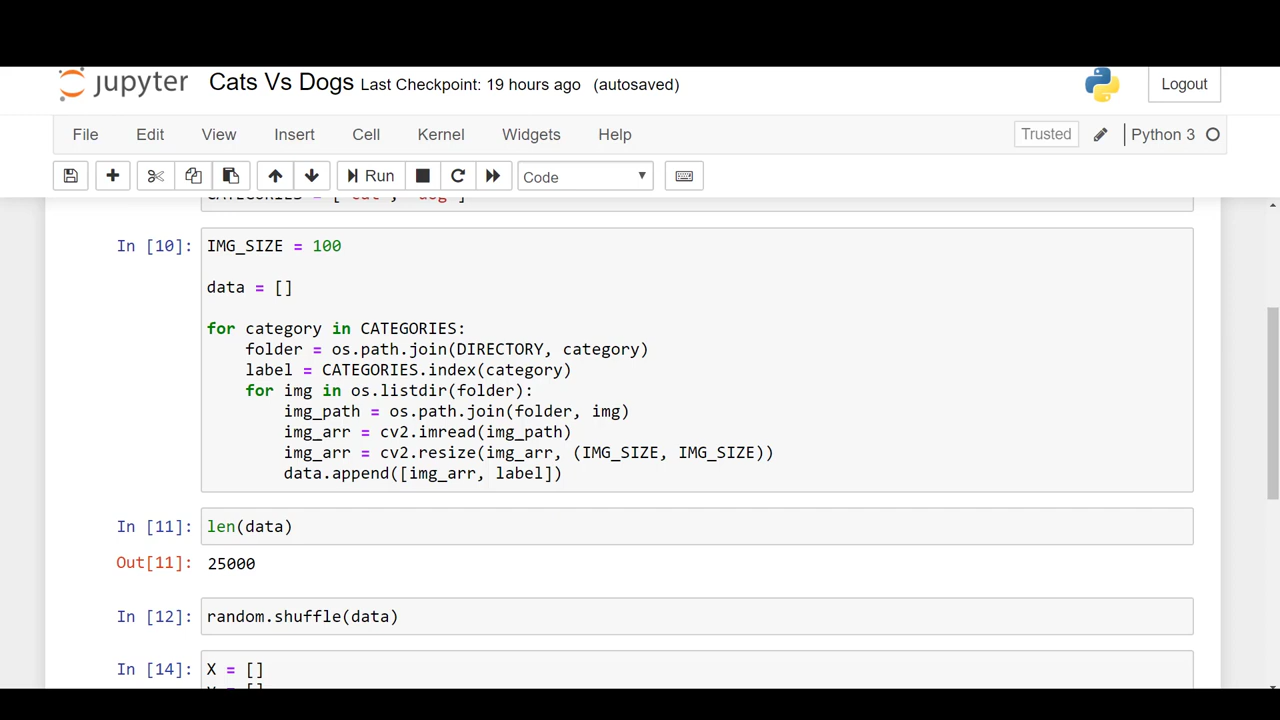 jupyter Cats Vs Dogs Last Checkpoint: 19 hours ago (autosaved) Logout
File Edit View Insert Cell Kernel Widgets Help Trusted Python 3
Run Code
CATEGORIES = ["cat", "dog"]
In [10]: IMG_SIZE = 100
data = []
for category in CATEGORIES:
    folder = os.path.join(DIRECTORY, category)
    label = CATEGORIES.index(category)
    for img in os.listdir(folder):
        img_path = os.path.join(folder, img)
        img_arr = cv2.imread(img_path)
        img_arr = cv2.resize(img_arr, (IMG_SIZE, IMG_SIZE))
        data.append([img_arr, label])
In [11]: len(data)
Out[11]: 25000
In [12]: random.shuffle(data)
In [14]: X = []
y = []